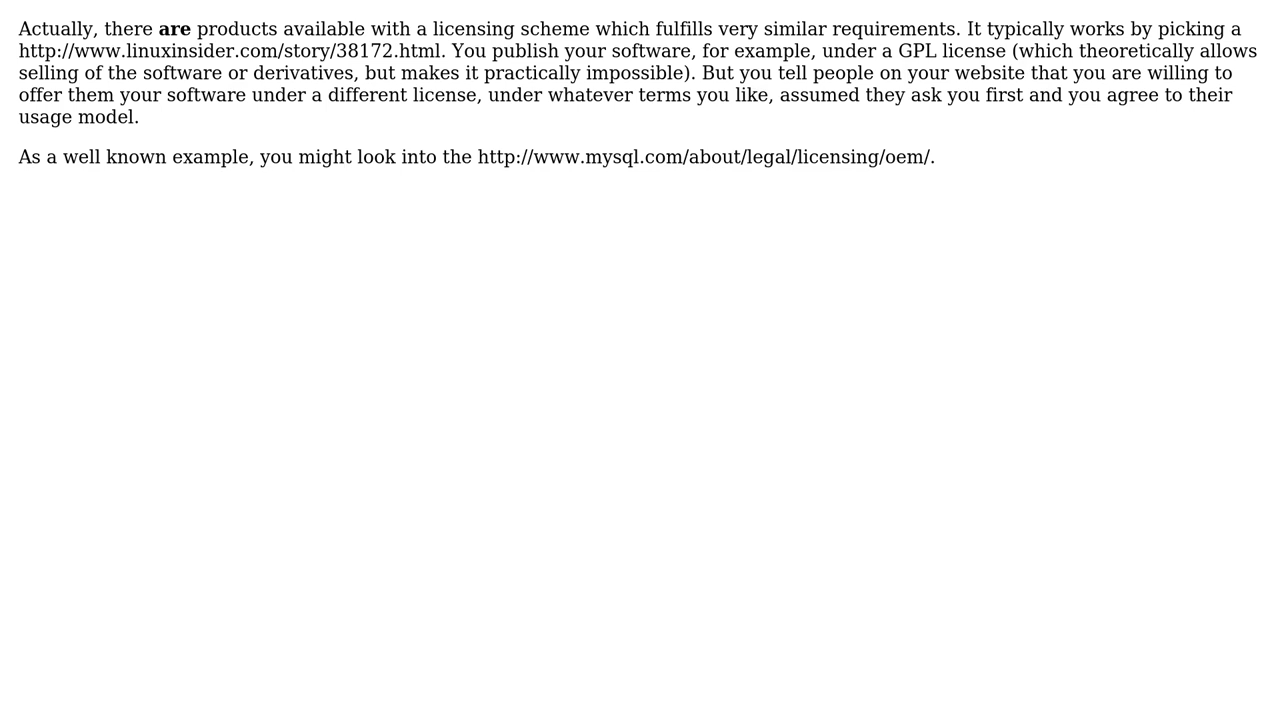 Actually, there are products available with a licensing scheme which fulfills very similar requirements. It typically works by picking a
http://www.linuxinsider.com/story/38172.html. You publish your software, for example, under a GPL license (which theoretically allows
selling of the software or derivatives, but makes it practically impossible). But you tell people on your website that you are willing to
offer them your software under a different license, under whatever terms you like, assumed they ask you first and you agree to their
usage model.
As a well known example, you might look into the http://www.mysql.com/about/legal/licensing/oem/.